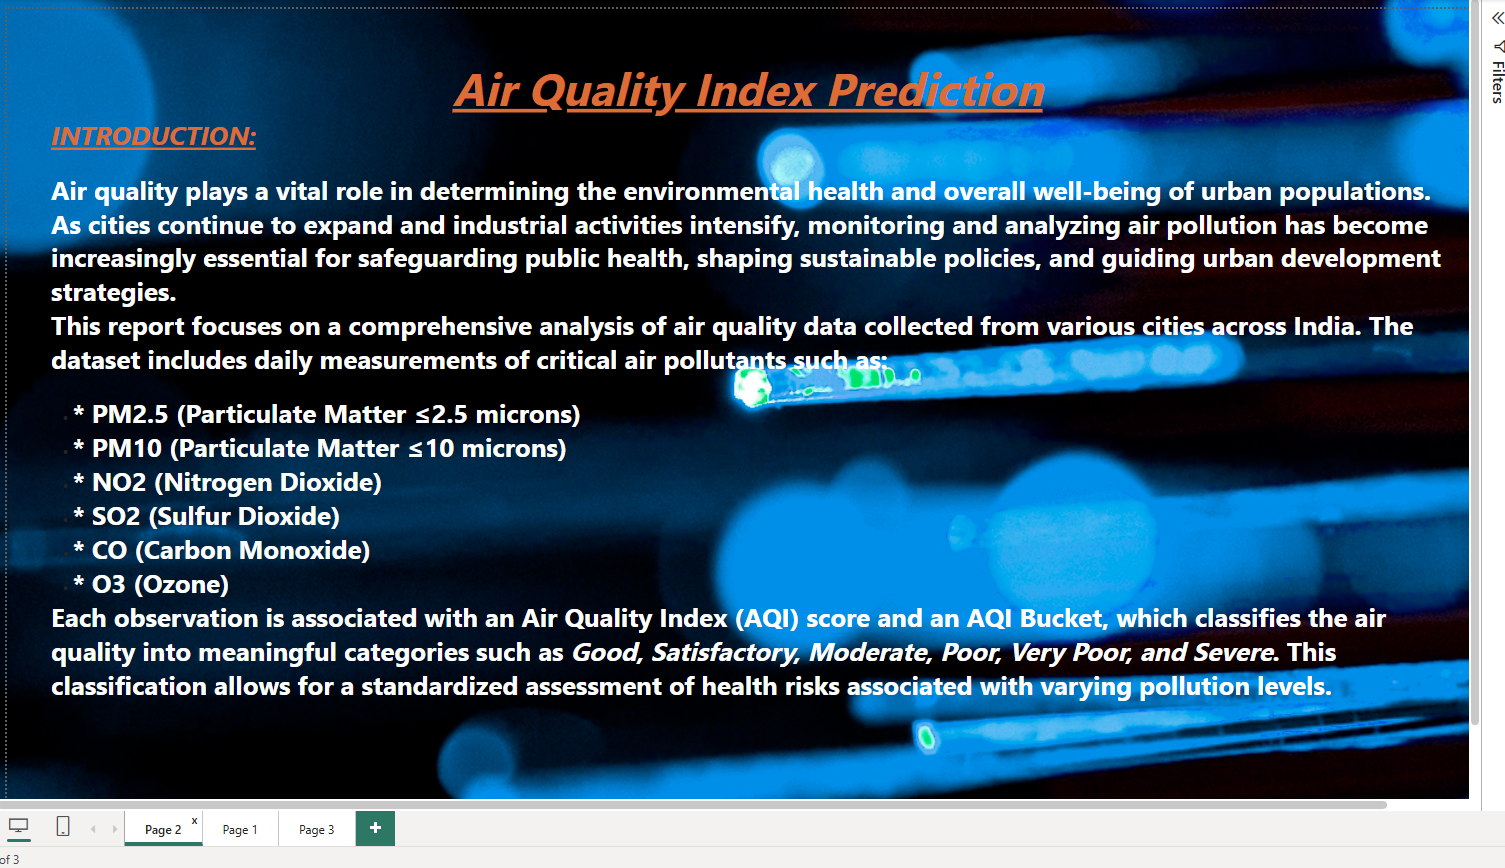 Air Quality Index Prediction
INTRODUCTION:
Air quality plays a vital role in determining the environmental health and overall well-being of urban populations.
As cities continue to expand and industrial activities intensify, monitoring and analyzing air pollution has become
increasingly essential for safeguarding public health, shaping sustainable policies, and guiding urban development
strategies.
This report focuses on a comprehensive analysis of air quality data collected from various cities across India. The
dataset includes daily measurements of critical air pollutants such as:
* PM2.5 (Particulate Matter ≤2.5 microns)
* PM10 (Particulate Matter ≤10 microns)
* NO2 (Nitrogen Dioxide)
* SO2 (Sulfur Dioxide)
* CO (Carbon Monoxide)
* O3 (Ozone)
Each observation is associated with an Air Quality Index (AQI) score and an AQI Bucket, which classifies the air
quality into meaningful categories such as Good, Satisfactory, Moderate, Poor, Very Poor, and Severe. This
classification allows for a standardized assessment of health risks associated with varying pollution levels.
Filters
Page 2 x Page 1 Page 3 +
of 3